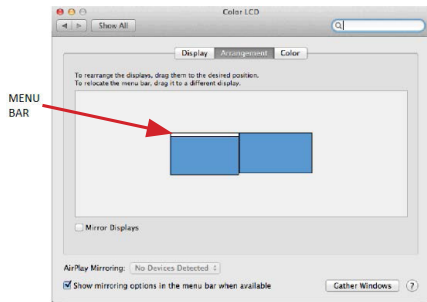 Color LCD
Show All
Display Arrangement Color
To rearrange the displays, drag them to the desired position.
To relocate the menu bar, drag it to a different display.
MENU
BAR
Mirror Displays
AirPlay Mirroring: No Devices Detected
Show mirroring options in the menu bar when available
Gather Windows ?